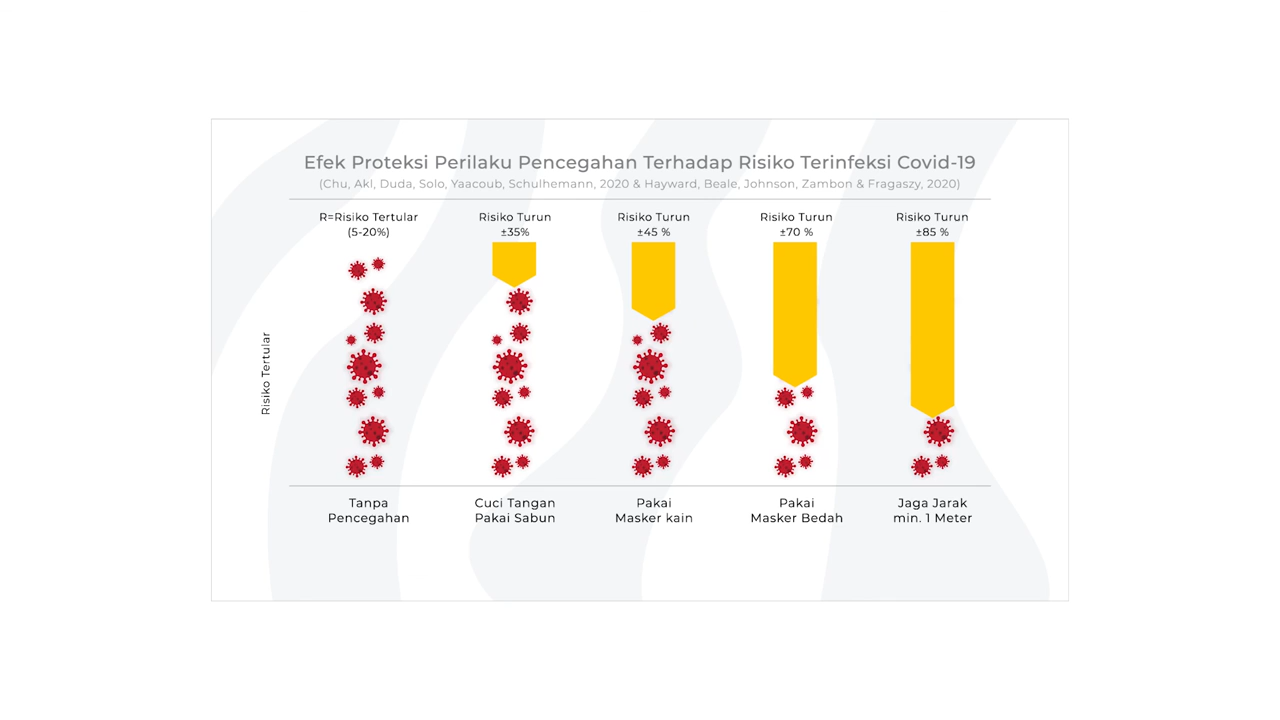 Efek Proteksi Perilaku Pencegahan Terhadap Risiko Terinfeksi Covid-19
(Chu, Akl, Duda, Solo, Yaacoub, Schulhemann, 2020 & Hayward, Beale, Johnson, Zambon & Fragaszy, 2020)
R=Risiko Tertular
(5-20%)
Risiko Turun
±35%
Risiko Turun
±45 %
Risiko Turun
±70 %
Risiko Turun
±85 %
Risiko Tertular
Tanpa
Pencegahan
Cuci Tangan
Pakai Sabun
Pakai
Masker kain
Pakai
Masker Bedah
Jaga Jarak
min. 1 Meter